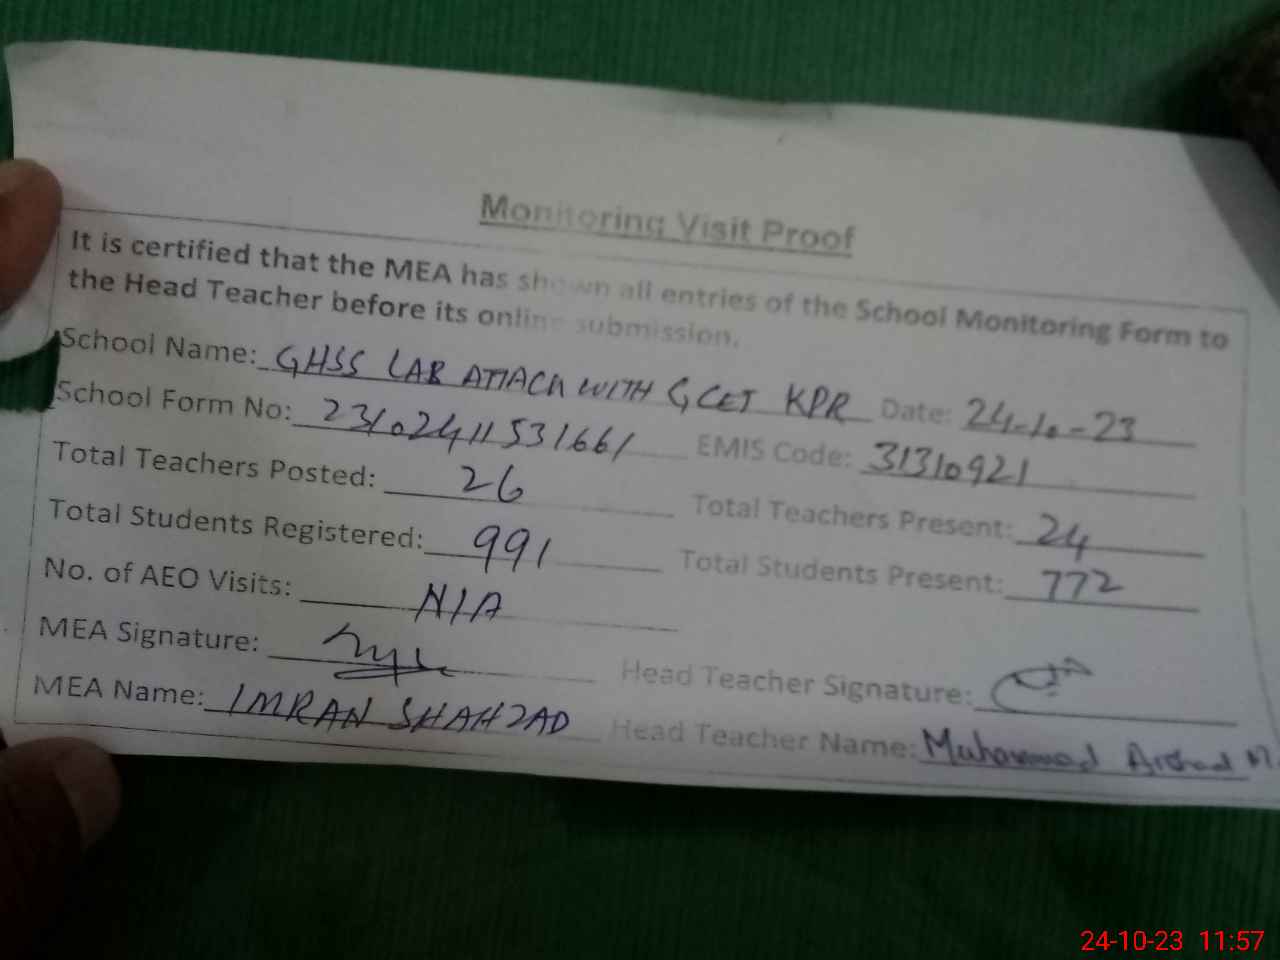 Monitoring Visit Proof
It is certified that the MEA has shown all entries of the School Monitoring Form to
the Head Teacher before its online submission.
School Name: GHSS LAB ATTACH WITH GCET KPR Date: 24-10-23
School Form No: 23102411531661 EMIS Code: 31310921
Total Teachers Posted: 26 Total Teachers Present: 24
Total Students Registered: 991 Total Students Present: 772
No. of AEO Visits: N/A
MEA Signature: Head Teacher Signature:
MEA Name: IMRAN SHAHZAD Head Teacher Name: Muhammad Arshad M.
24-10-23 11:57